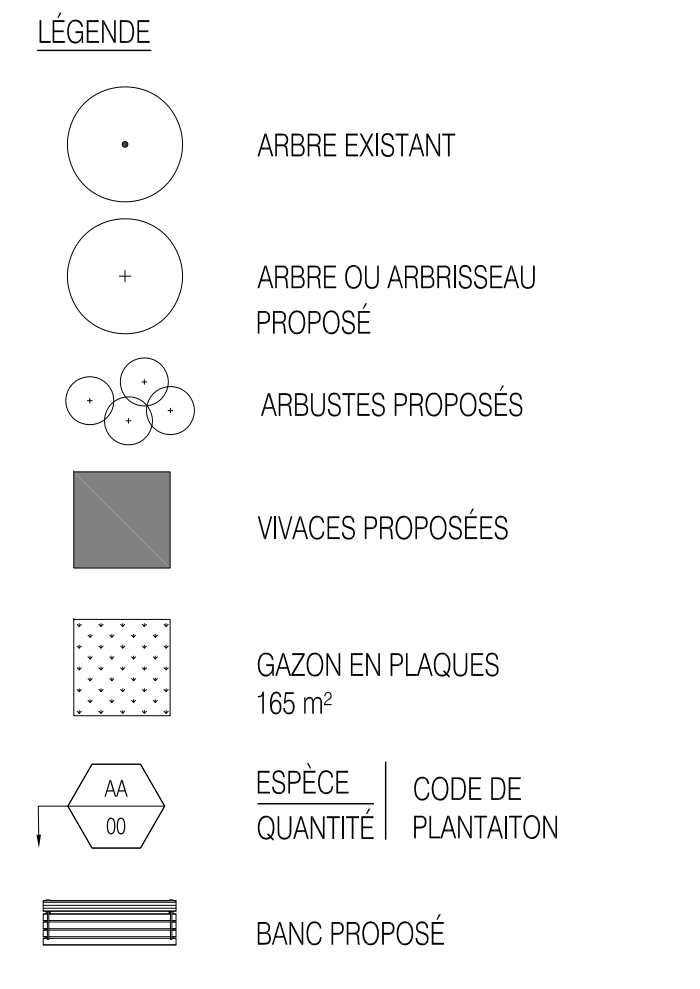 LÉGENDE
ARBRE EXISTANT
ARBRE OU ARBRISSEAU
PROPOSÉ
ARBUSTES PROPOSÉS
VIVACES PROPOSÉES
GAZON EN PLAQUES
165 m²
AA
00
ESPÈCE
QUANTITÉ
CODE DE
PLANTAITON
BANC PROPOSÉ